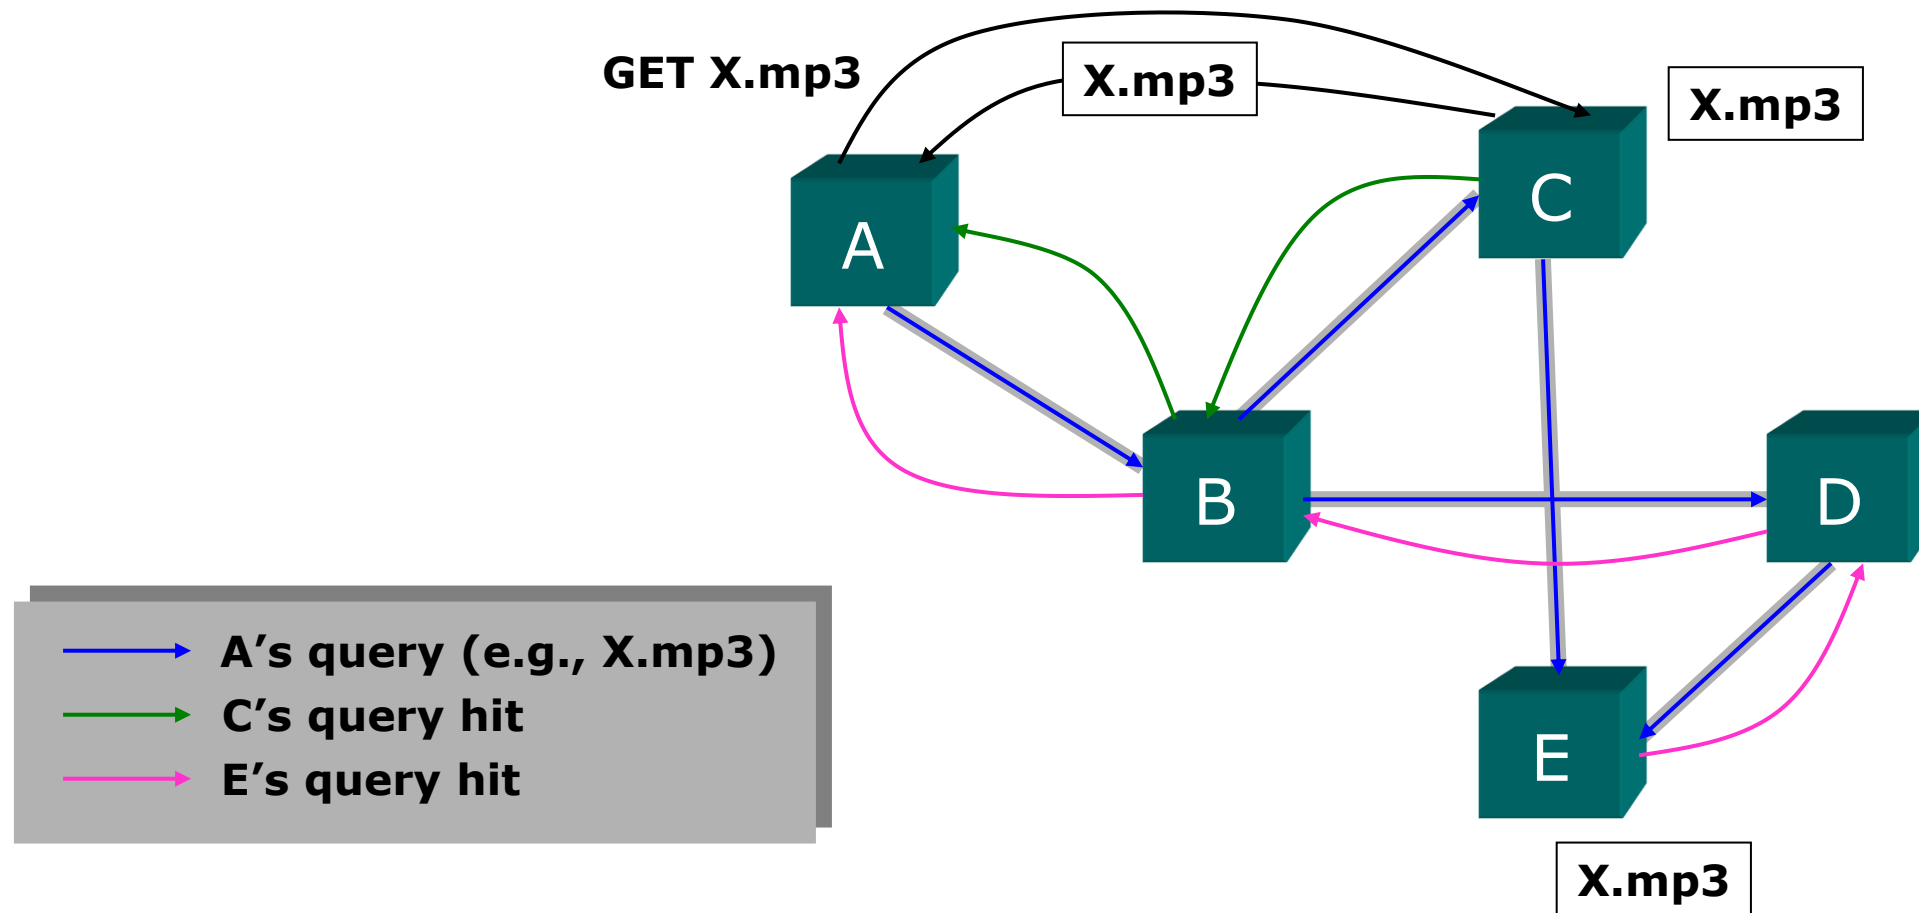 GET X.mp3
X.mp3
X.mp3
A
C
B
D
E
X.mp3
A’s query (e.g., X.mp3)
C’s query hit
E’s query hit